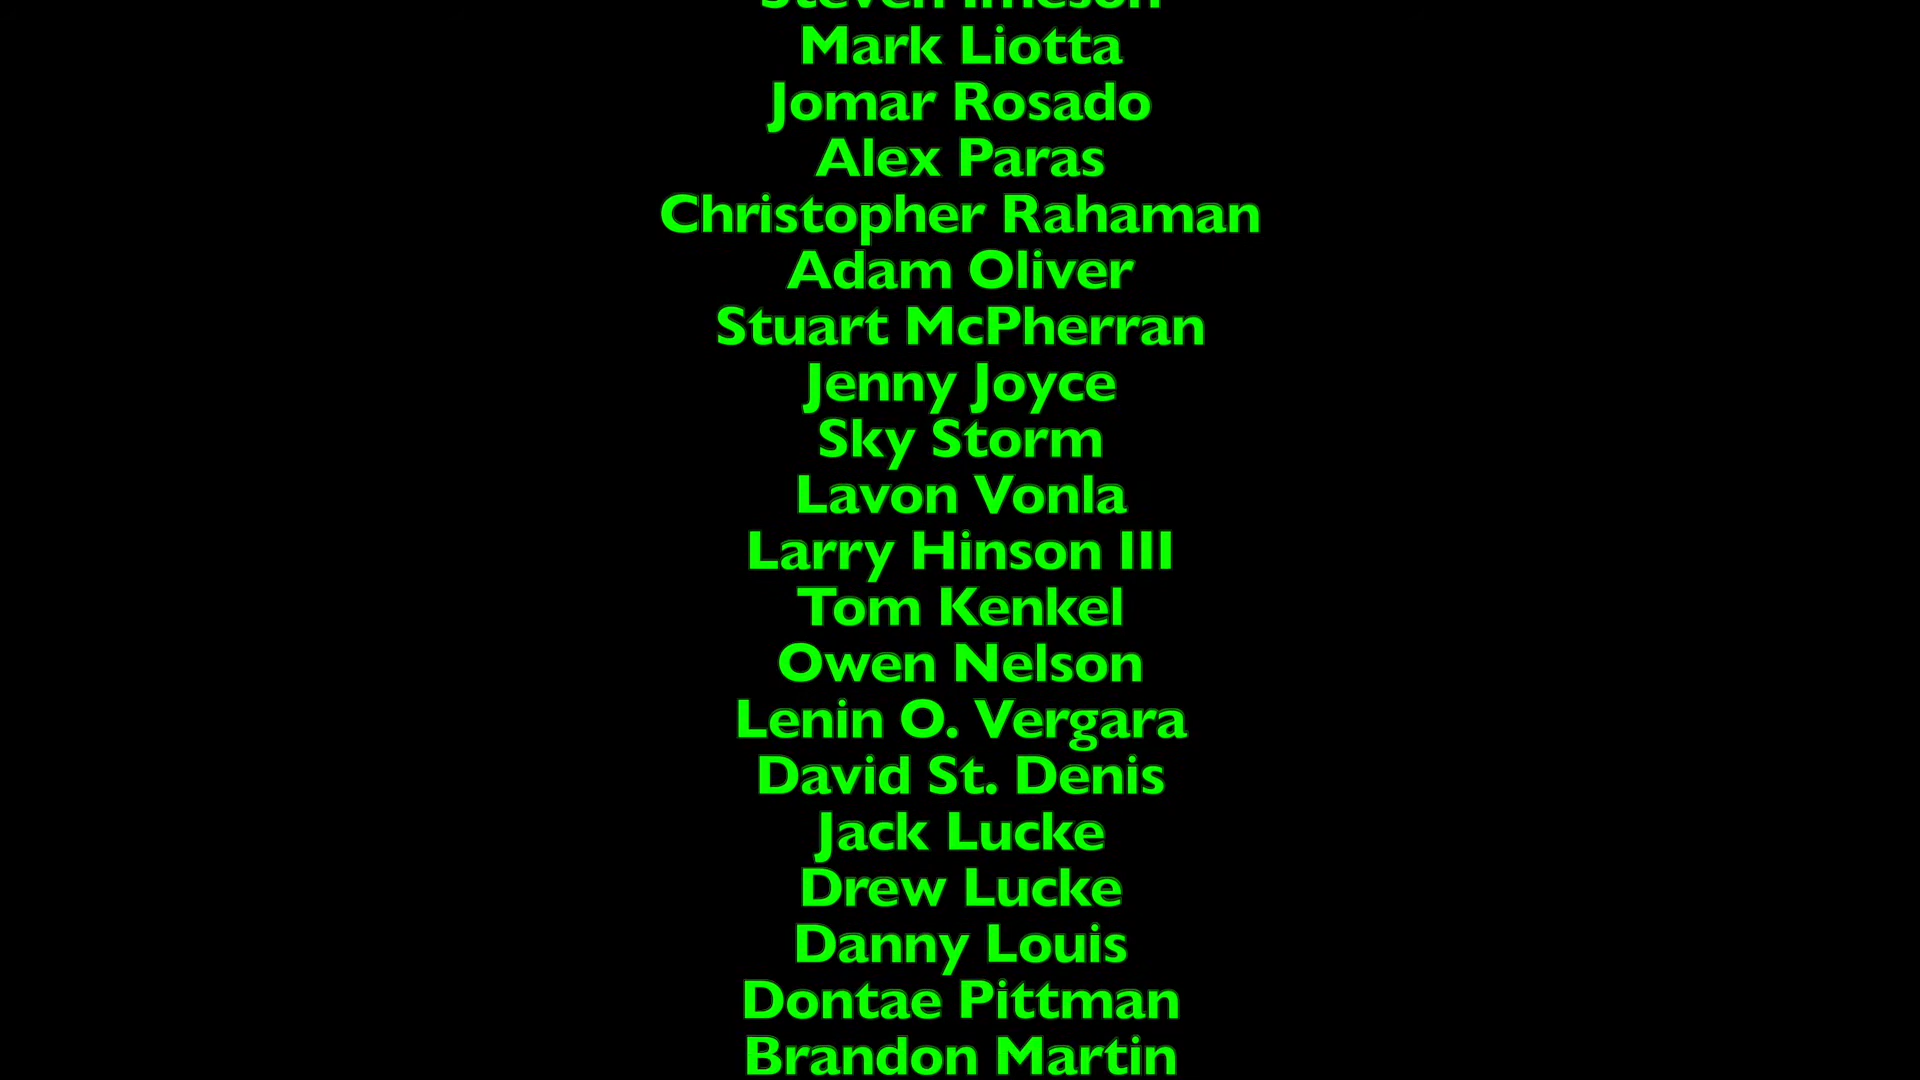 Steven Imeson
Mark Liotta
Jomar Rosado
Alex Paras
Christopher Rahaman
Adam Oliver
Stuart McPherran
Jenny Joyce
Sky Storm
Lavon Vonla
Larry Hinson III
Tom Kenkel
Owen Nelson
Lenin O. Vergara
David St. Denis
Jack Lucke
Drew Lucke
Danny Louis
Dontae Pittman
Brandon Martin